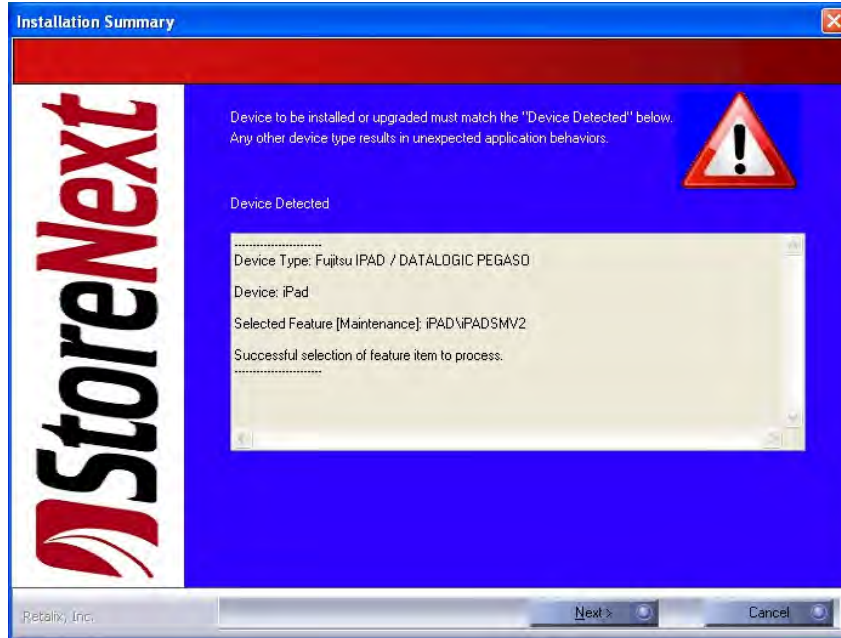 Installation Summary
StoreNext
Device to be installed or upgraded must match the "Device Detected" below.
Any other device type results in unexpected application behaviors.
Device Detected
------------------------
Device Type: Fujitsu IPAD / DATALOGIC PEGASO
Device: iPad
Selected Feature [Maintenance]: iPAD\iPADSMV2
Successful selection of feature item to process.
------------------------
Retalix, Inc.
Next >
Cancel